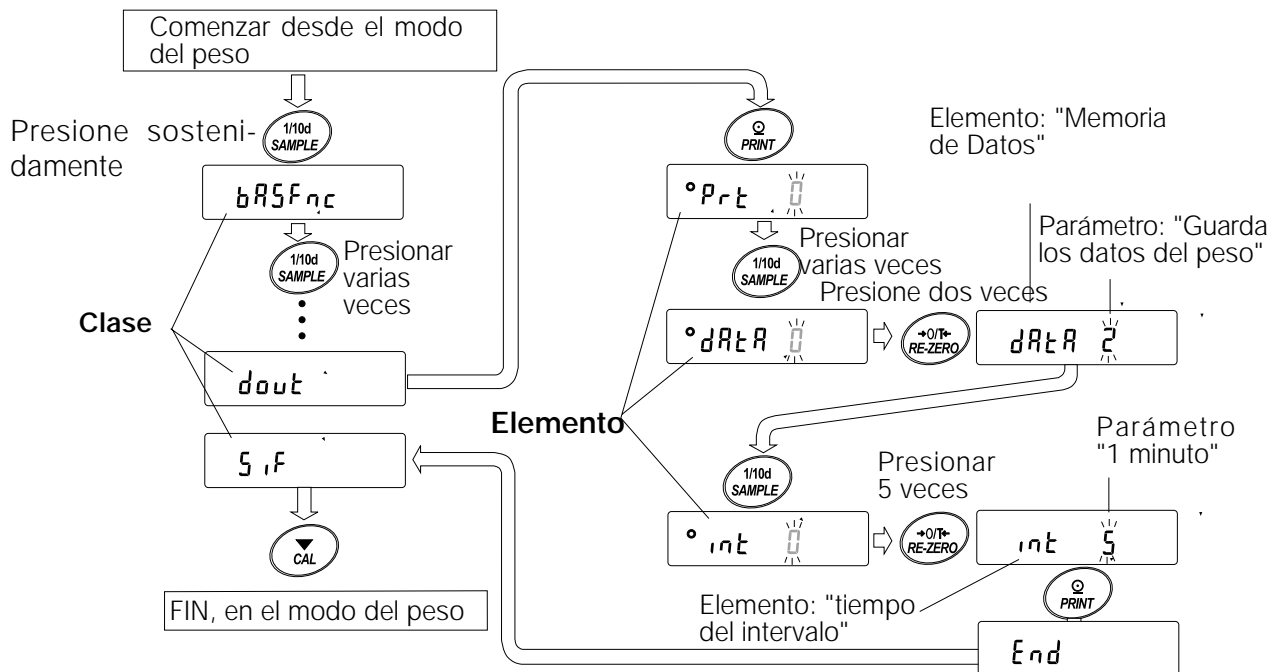 Comenzar desde el modo
del peso
Presione sosteni-
damente
1/10d
SAMPLE
bASFnc
1/10d
SAMPLE
Presionar
varias
veces
Clase
dout
SiF
CAL
FIN, en el modo del peso
PRINT
°Prt 0
1/10d
SAMPLE
Presionar
varias veces
Presione dos veces
°dAtA 0
→0/T←
RE-ZERO
Elemento: "Memoria
de Datos"
Parámetro: "Guarda
los datos del peso"
dAtA 2
Elemento
1/10d
SAMPLE
°int 0
Presionar
5 veces
→0/T←
RE-ZERO
Parámetro
"1 minuto"
int 5
Elemento: "tiempo
del intervalo"
PRINT
End